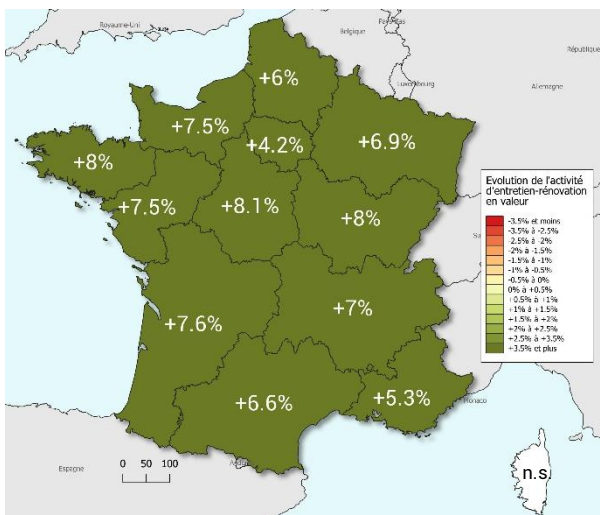 Royaume-Uni
Pays-Bas
Belgique
République
Luxembourg
Allemagne
+6%
+7.5%
+4.2%
+6.9%
+8%
+7.5%
+8.1%
+8%
+7%
+7.6%
+6.6%
+5.3%
Monaco
Espagne
0 50 100
n.s.
Evolution de l'activité
d'entretien-rénovation
en valeur
-3.5% et moins
-3.5% à -2.5%
-2.5% à -2%
-2% à -1.5%
-1.5% à -1%
-1% à -0.5%
-0.5% à 0%
0% à +0.5%
+0.5% à +1%
+1% à +1.5%
+1.5% à +2%
+2% à +2.5%
+2.5% à +3.5%
+3.5% et plus